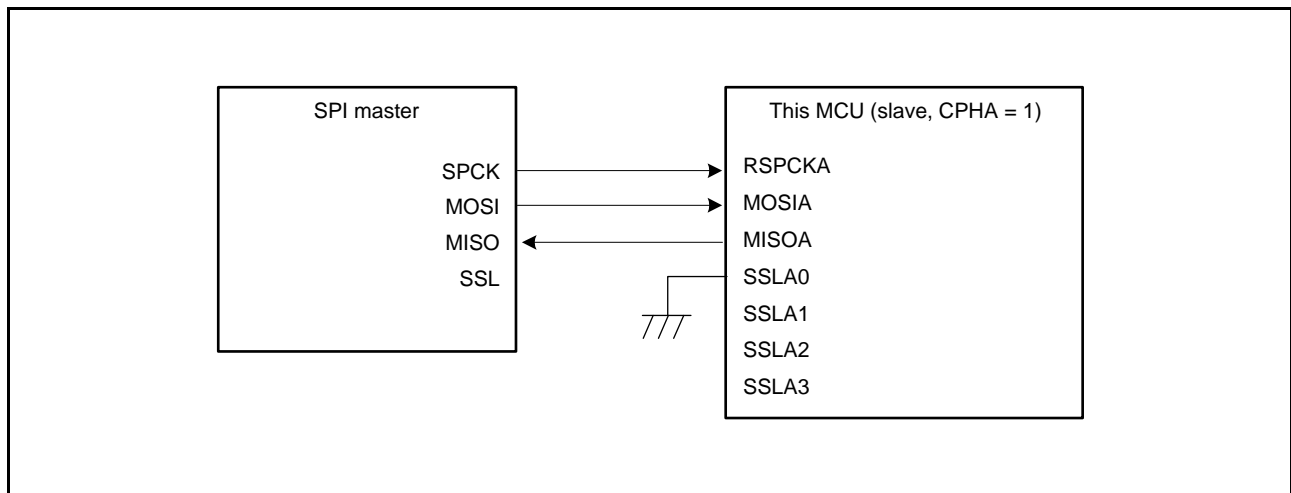 SPI master
SPCK
MOSI
MISO
SSL
This MCU (slave, CPHA = 1)
RSPCKA
MOSIA
MISOA
SSLA0
SSLA1
SSLA2
SSLA3